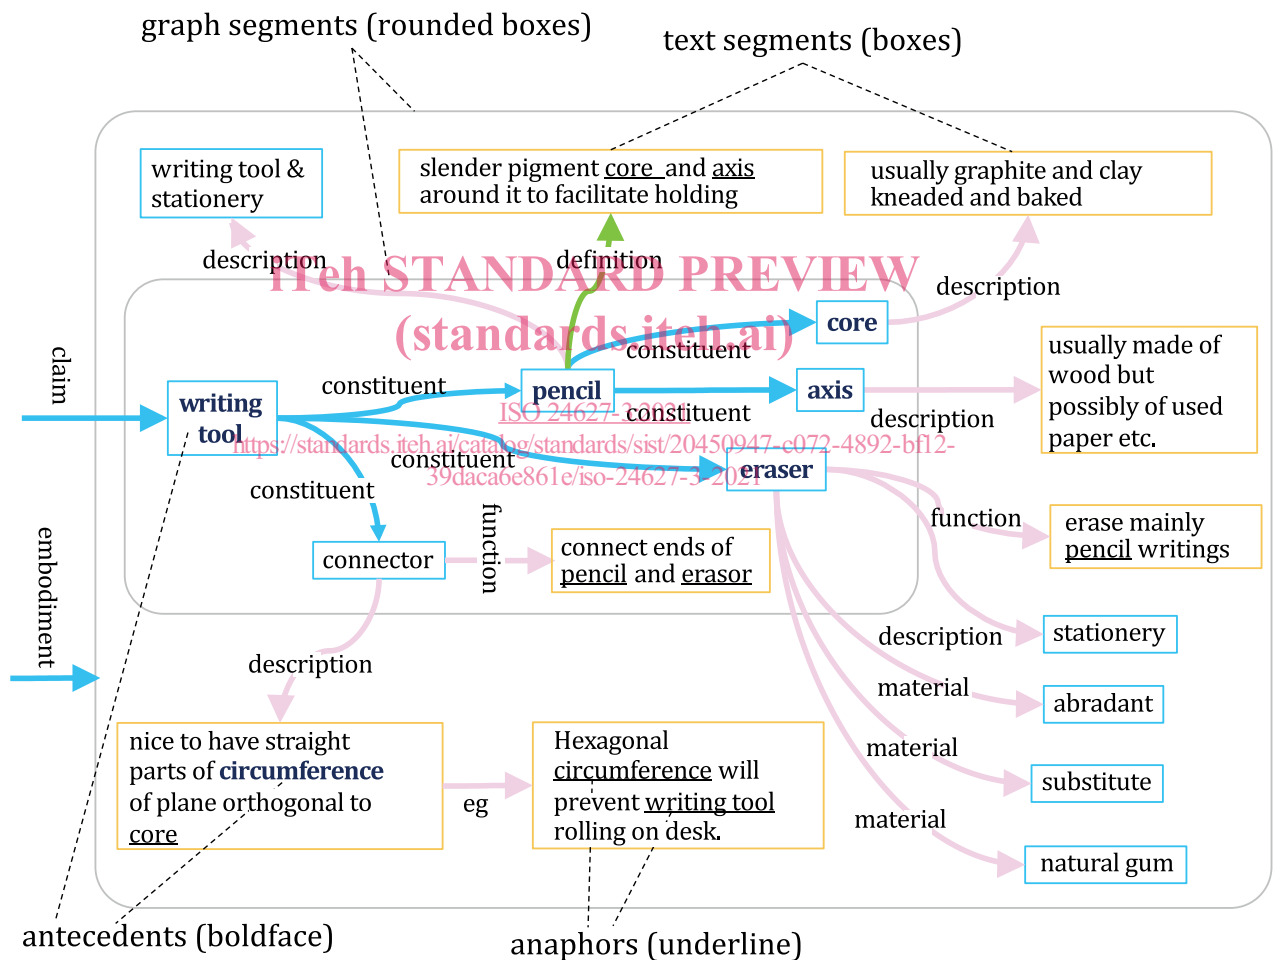 graph segments (rounded boxes)
text segments (boxes)
writing tool &
stationery
slender pigment core and axis
around it to facilitate holding
usually graphite and clay
kneaded and baked
description
definition
description
iTeh STANDARD PREVIEW
(standards.iteh.ai)
core
constituent
claim
writing
tool
constituent
pencil
constituent
axis
description
usually made of
wood but
possibly of used
paper etc.
ISO 24627-3:2021
https://standards.iteh.ai/catalog/standards/sist/20450947-c072-4892-bf12-
39daca6e861e/iso-24627-3-2021
constituent
eraser
constituent
function
function
erase mainly
pencil writings
connector
connect ends of
pencil and erasor
embodiment
description
description
stationery
material
abradant
material
substitute
material
natural gum
nice to have straight
parts of circumference
of plane orthogonal to
core
eg
Hexagonal
circumference will
prevent writing tool
rolling on desk.
antecedents (boldface)
anaphors (underline)